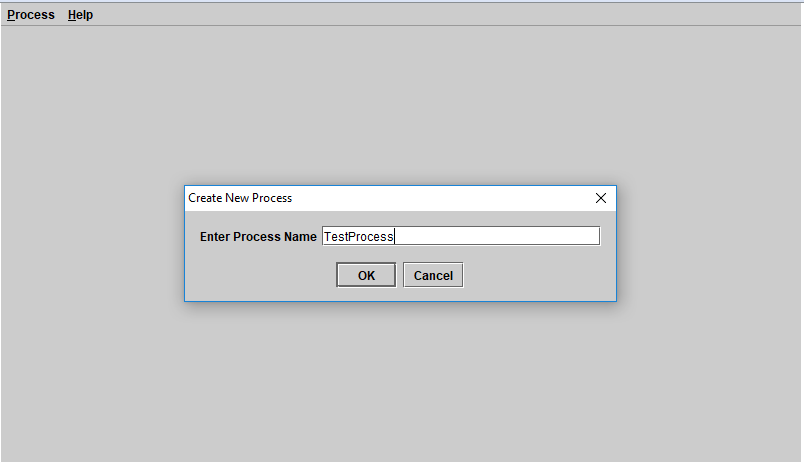 Process Help
Create New Process
Enter Process Name TestProcess
OK Cancel